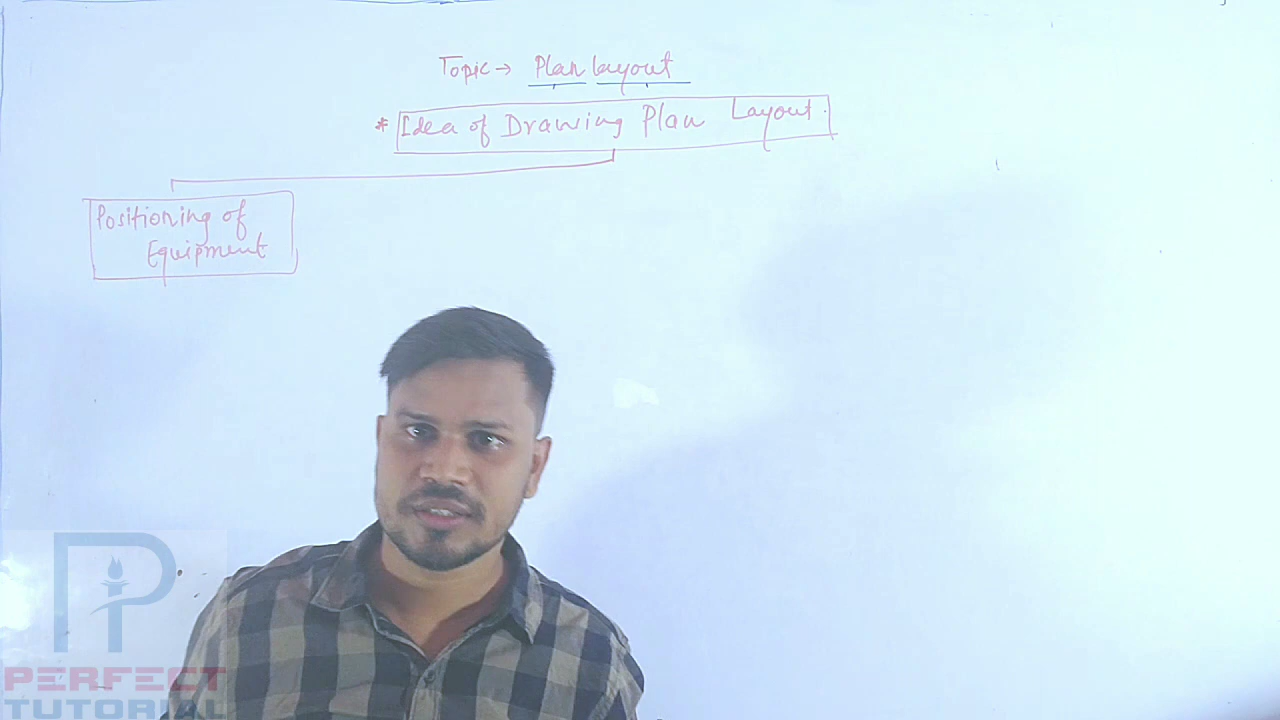 Topic → Plan layout
* Idea of Drawing Plan Layout.
Positioning of
Equipment
PERFECT
TUTORIAL